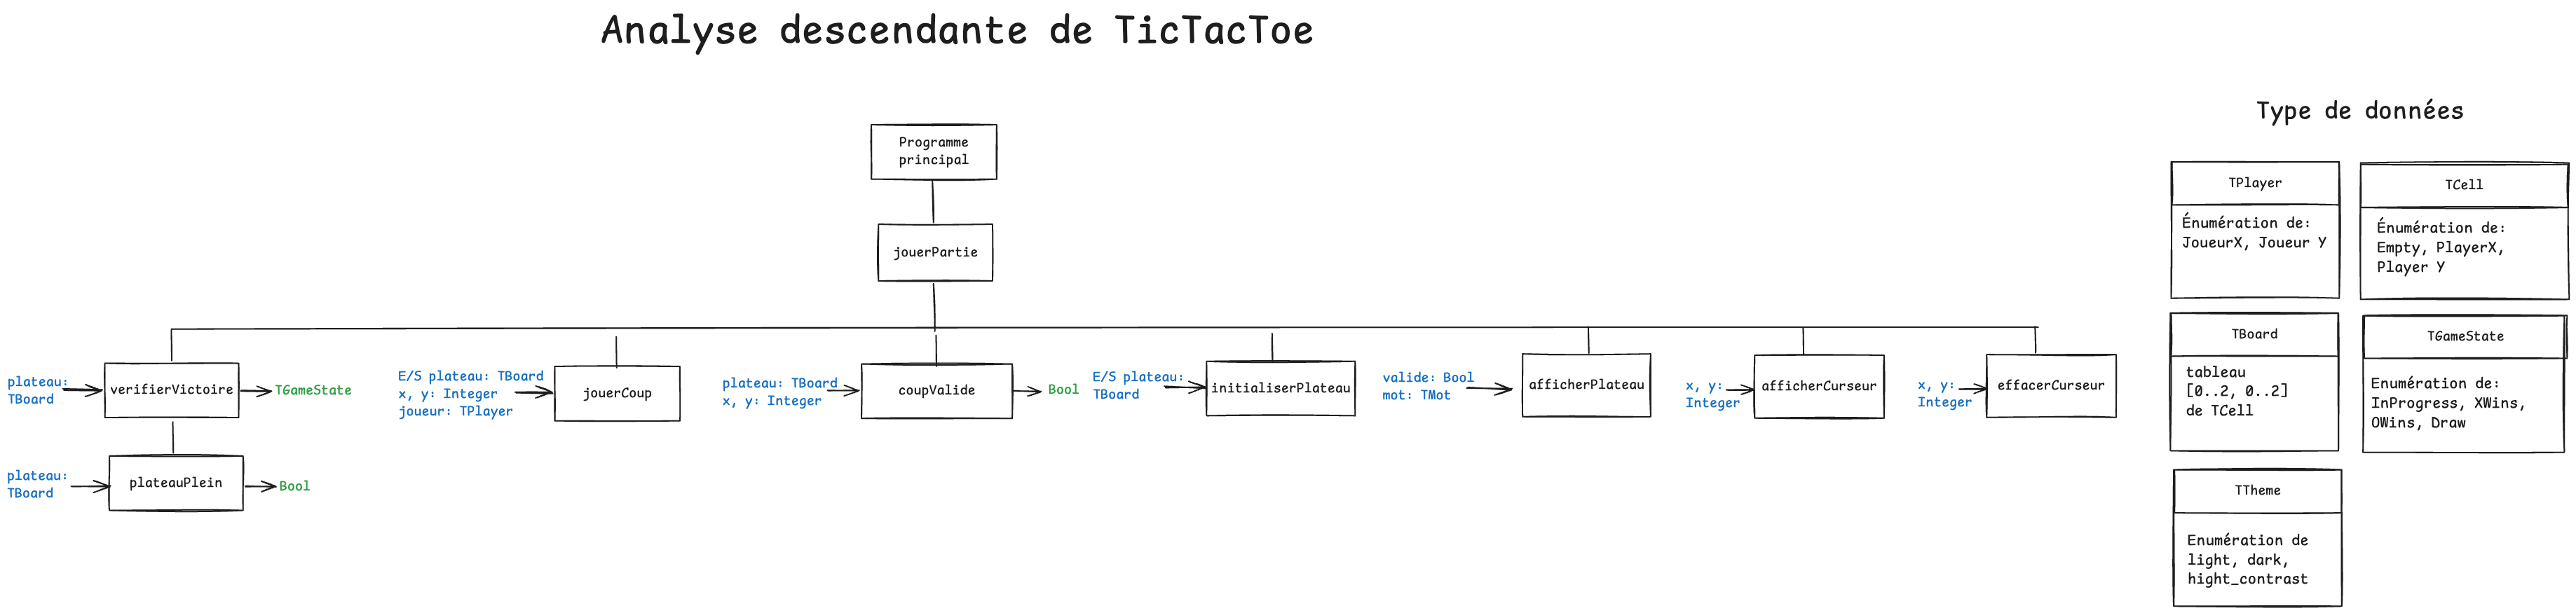 Analyse descendante de TicTacToe
Programme
principal
jouerPartie
plateau:
TBoard
verifierVictoire
TGameState
E/S plateau: TBoard
x, y: Integer
joueur: TPlayer
jouerCoup
plateau: TBoard
x, y: Integer
coupValide
Bool
E/S plateau:
TBoard
initialiserPlateau
valide: Bool
mot: TMot
afficherPlateau
x, y:
Integer
afficherCurseur
x, y:
Integer
effacerCurseur
plateau:
TBoard
plateauPlein
Bool
Type de données
TPlayer
Énumération de:
JoueurX, Joueur Y
TCell
Énumération de:
Empty, PlayerX,
Player Y
TBoard
tableau
[0..2, 0..2]
de TCell
TGameState
Enumération de:
InProgress, XWins,
OWins, Draw
TTheme
Enumération de
light, dark,
hight_contrast